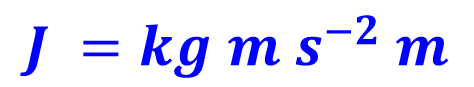 J = kg m s⁻² m